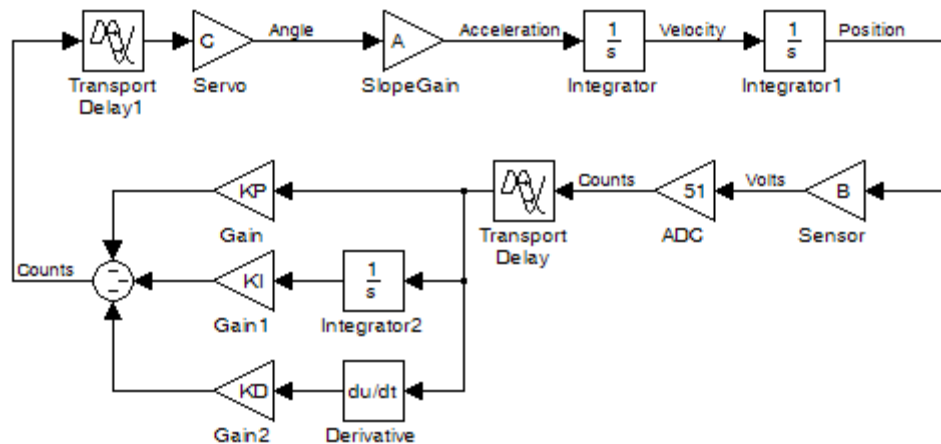 C
Angle
A
Acceleration
1
s
Velocity
1
s
Position
Transport
Delay1
Servo
SlopeGain
Integrator
Integrator1
KP
Counts
51
Volts
B
Gain
Transport
Delay
ADC
Sensor
Counts
KI
1
s
Gain1
Integrator2
KD
du/dt
Gain2
Derivative